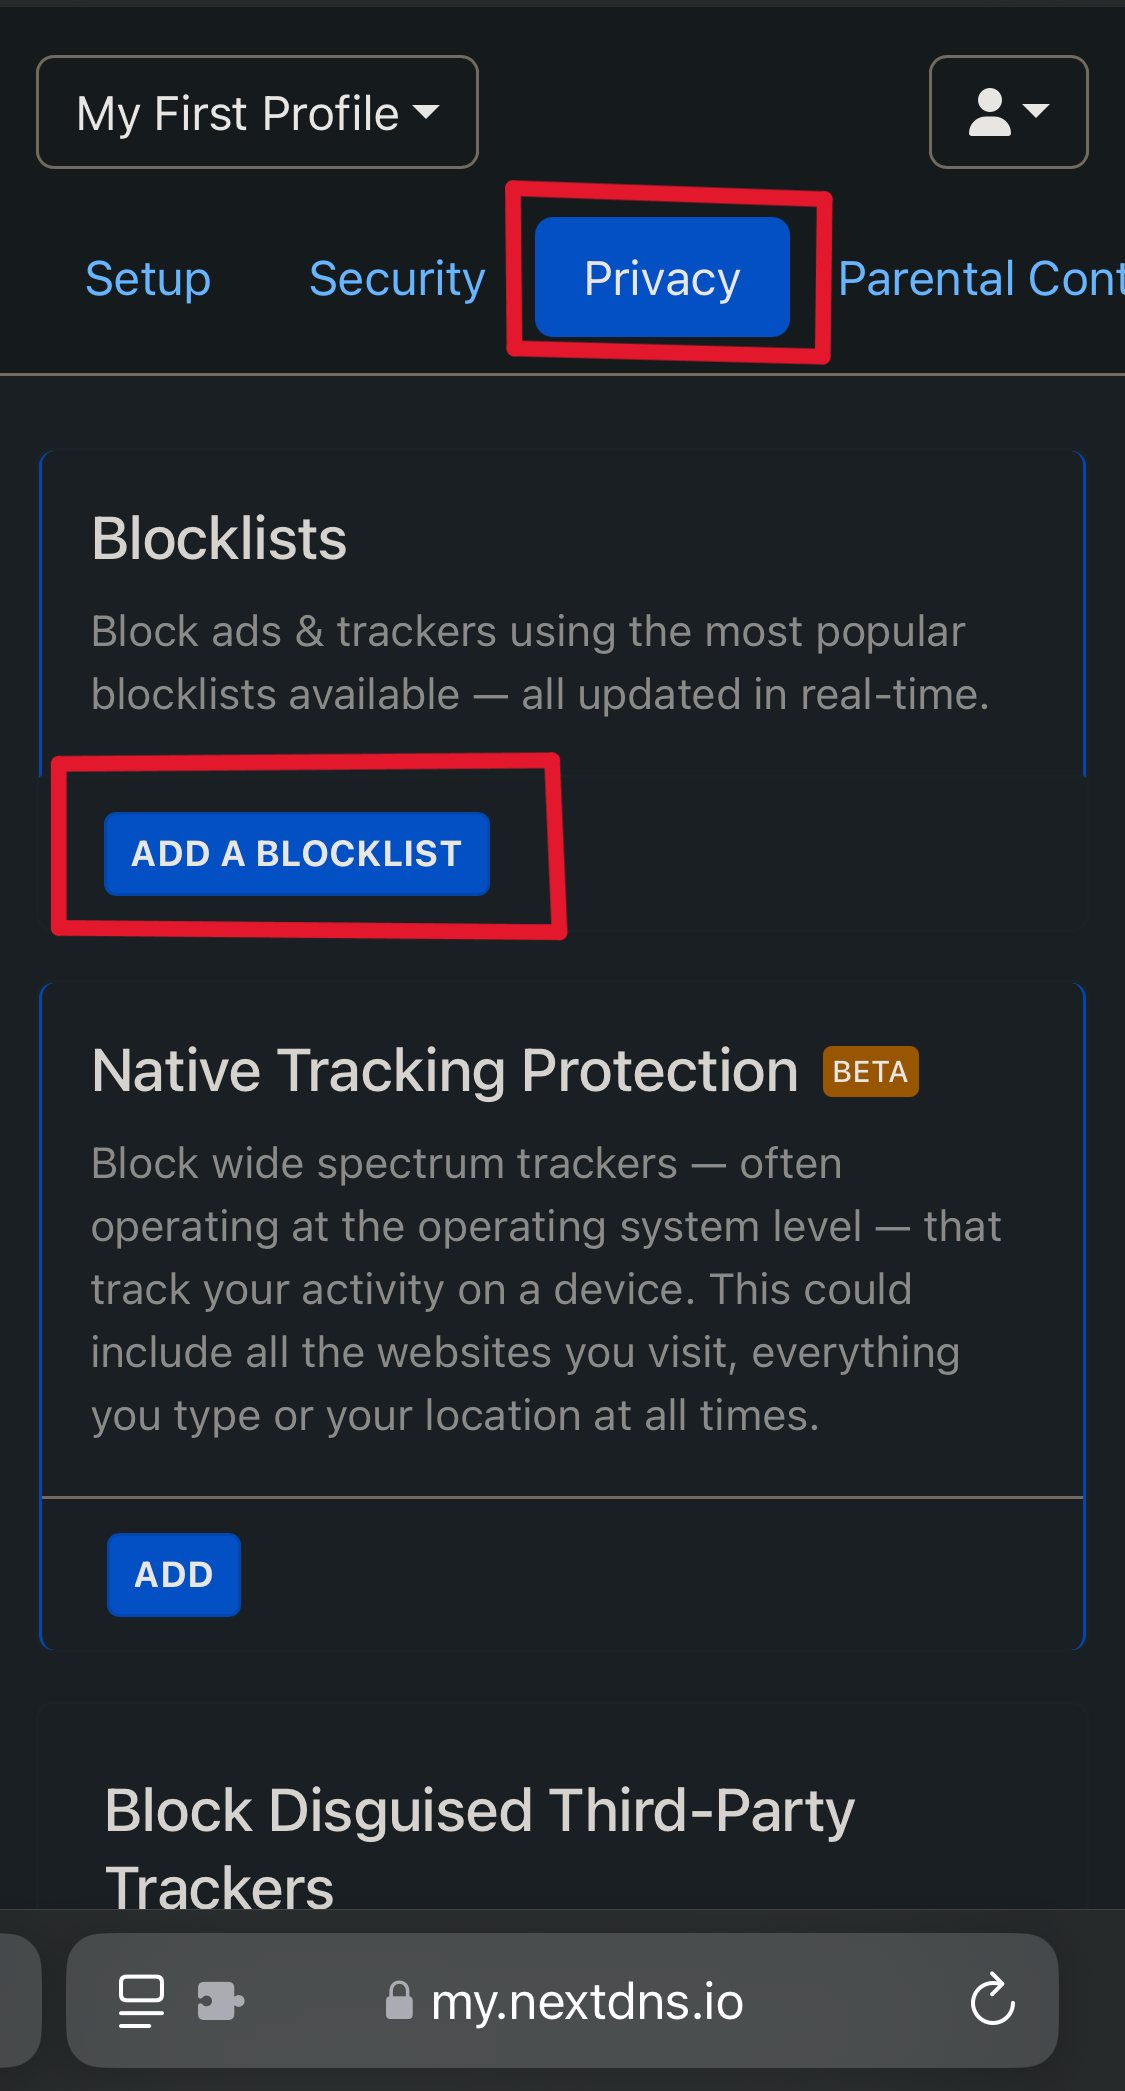 My First Profile
Setup Security Privacy Parental Cont
Blocklists
Block ads & trackers using the most popular
blocklists available — all updated in real-time.
ADD A BLOCKLIST
Native Tracking Protection BETA
Block wide spectrum trackers — often
operating at the operating system level — that
track your activity on a device. This could
include all the websites you visit, everything
you type or your location at all times.
ADD
Block Disguised Third-Party
Trackers
my.nextdns.io